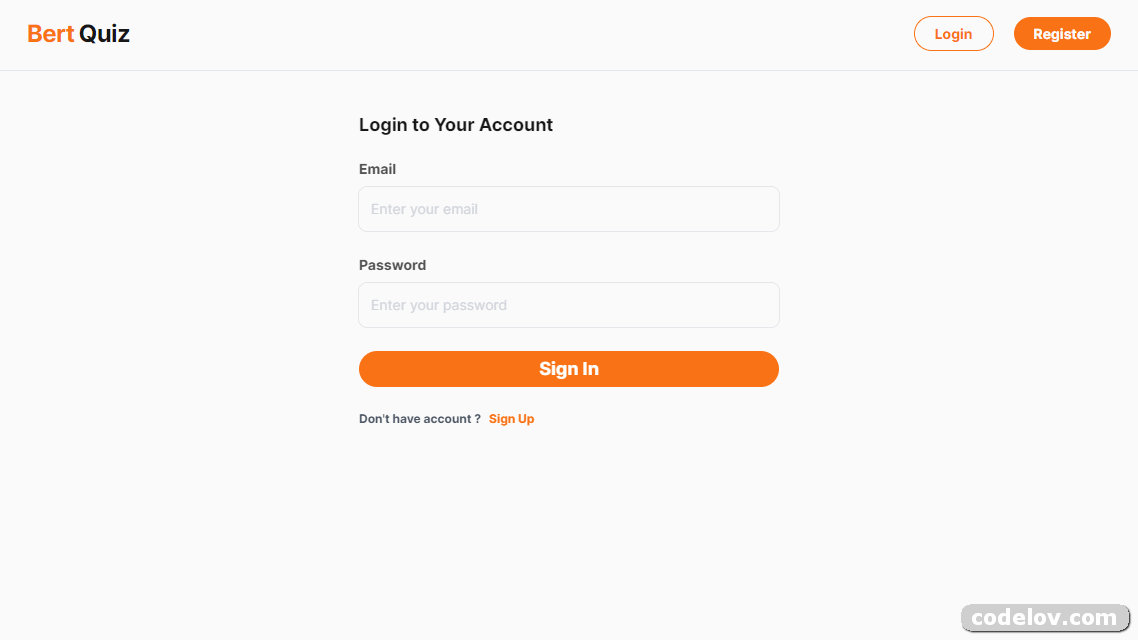 Bert Quiz
Login
Register
Login to Your Account
Email
Enter your email
Password
Enter your password
Sign In
Don't have account ? Sign Up
codelov.com